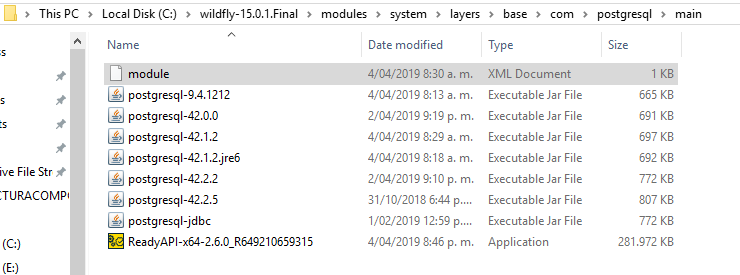 This PC > Local Disk (C:) > wildfly-15.0.1.Final > modules > system > layers > base > com > postgresql > main
Name Date modified Type Size
ss
module 4/04/2019 8:30 a. m. XML Document 1 KB
postgresql-9.4.1212 4/04/2019 8:13 a. m. Executable Jar File 665 KB
s
postgresql-42.0.0 2/04/2019 9:19 p. m. Executable Jar File 691 KB
ts
postgresql-42.1.2 4/04/2019 8:29 a. m. Executable Jar File 697 KB
postgresql-42.1.2.jre6 4/04/2019 8:18 a. m. Executable Jar File 692 KB
ive File Stre
postgresql-42.2.2 2/04/2019 9:10 p. m. Executable Jar File 772 KB
CTURACOMPO
postgresql-42.2.5 31/10/2018 6:44 p.... Executable Jar File 807 KB
postgresql-jdbc 1/02/2019 12:59 p.... Executable Jar File 772 KB
(C:)
ReadyAPI-x64-2.6.0_R649210659315 4/04/2019 8:46 p. m. Application 281.972 KB
(E:)